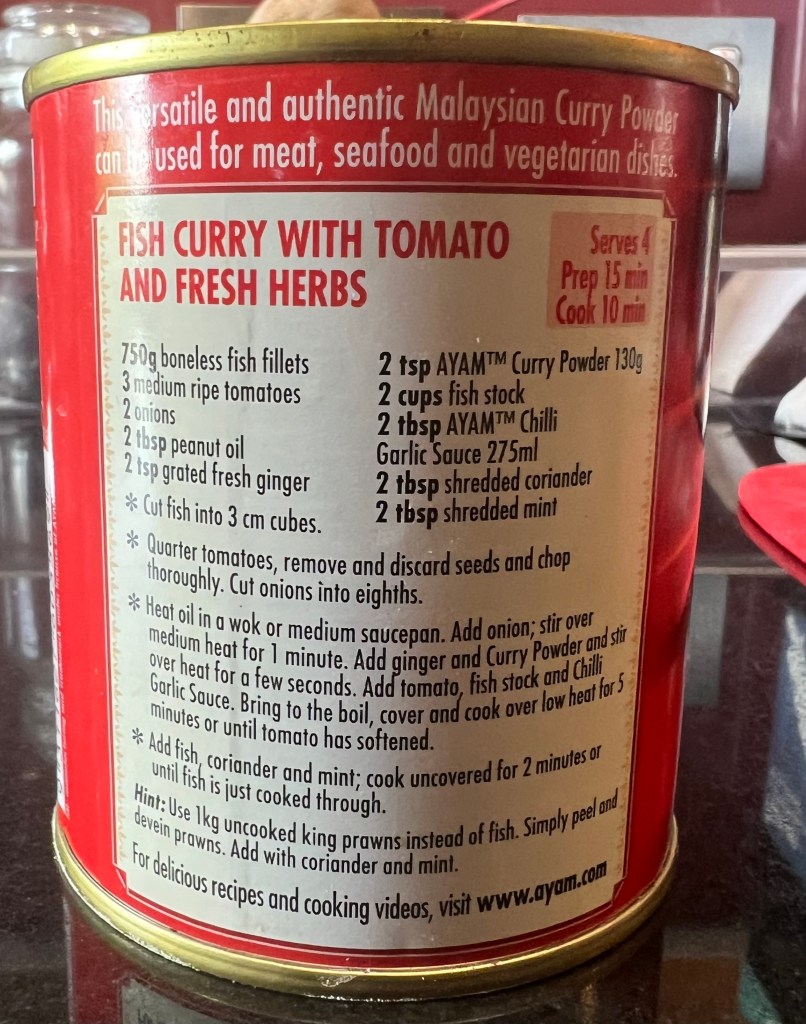 This versatile and authentic Malaysian Curry Powder
can be used for meat, seafood and vegetarian dishes.
FISH CURRY WITH TOMATO
AND FRESH HERBS
Serves 4
Prep 15 min
Cook 10 min
750g boneless fish fillets
3 medium ripe tomatoes
2 onions
2 tbsp peanut oil
2 tsp grated fresh ginger
2 tsp AYAM™ Curry Powder 130g
2 cups fish stock
2 tbsp AYAM™ Chilli
Garlic Sauce 275ml
2 tbsp shredded coriander
2 tbsp shredded mint
* Cut fish into 3 cm cubes.
* Quarter tomatoes, remove and discard seeds and chop
thoroughly. Cut onions into eighths.
* Heat oil in a wok or medium saucepan. Add onion; stir over
medium heat for 1 minute. Add ginger and Curry Powder and stir
over heat for a few seconds. Add tomato, fish stock and Chilli
Garlic Sauce. Bring to the boil, cover and cook over low heat for 5
minutes or until tomato has softened.
* Add fish, coriander and mint; cook uncovered for 2 minutes or
until fish is just cooked through.
Hint: Use 1kg uncooked king prawns instead of fish. Simply peel and
devein prawns. Add with coriander and mint.
For delicious recipes and cooking videos, visit www.ayam.com